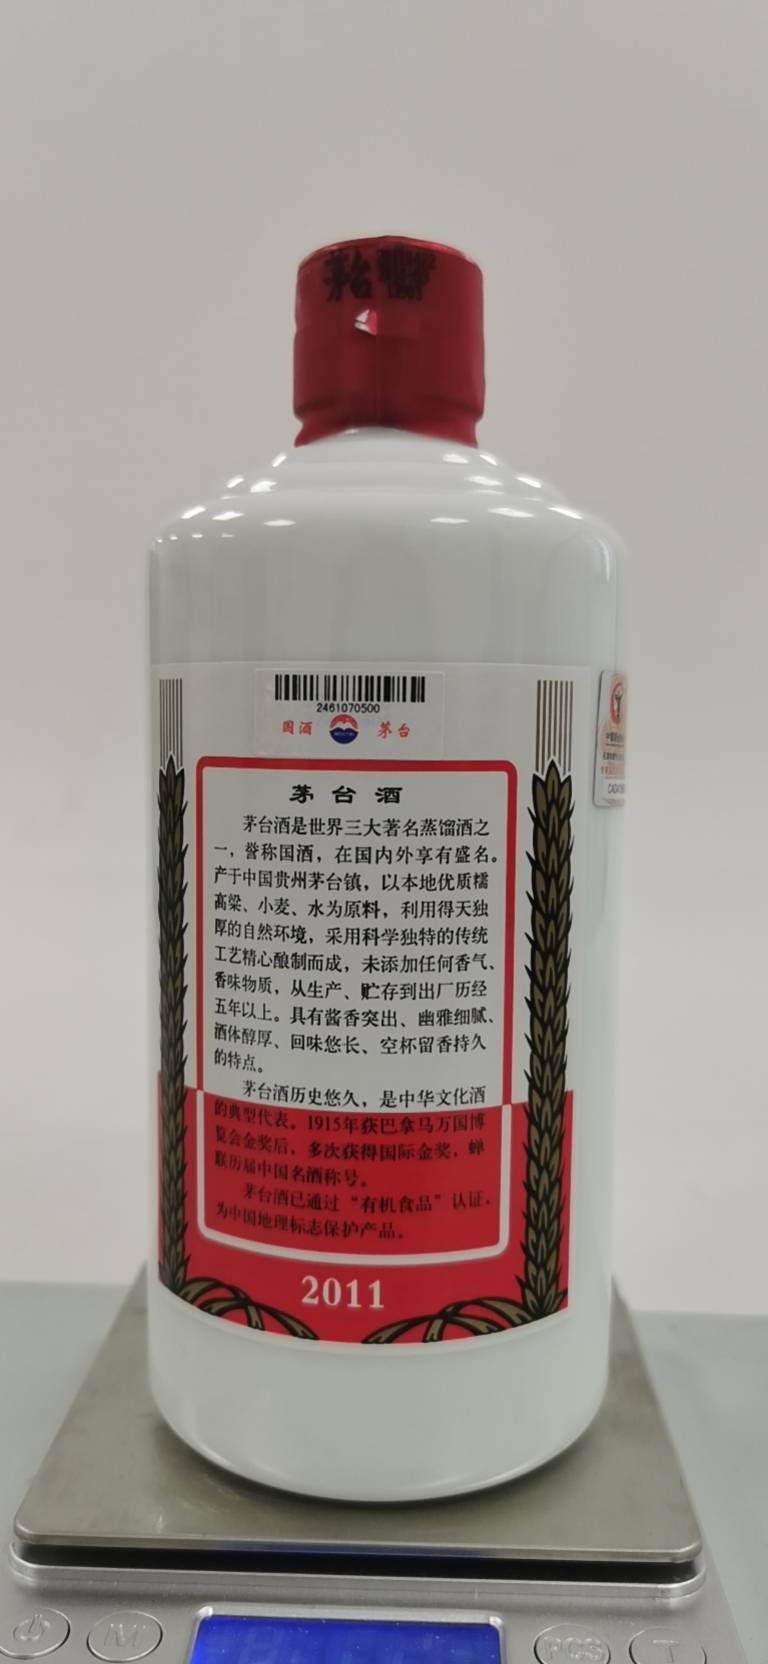 茅台
2461070500
国酒 茅台
茅台酒
茅台酒是世界三大著名蒸馏酒之
一，誉称国酒，在国内外享有盛名。
产于中国贵州茅台镇，以本地优质糯
高粱、小麦、水为原料，利用得天独
厚的自然环境，采用科学独特的传统
工艺精心酿制而成，未添加任何香气、
香味物质，从生产、贮存到出厂历经
五年以上。具有酱香突出、幽雅细腻、
酒体醇厚、回味悠长、空杯留香持久
的特点。
茅台酒历史悠久，是中华文化酒
的典型代表。1915年获巴拿马万国博
览会金奖后，多次获得国际金奖，蝉
联历届中国名酒称号。
茅台酒已通过“有机食品”认证，
为中国地理标志保护产品。
2011
M
PCS
T